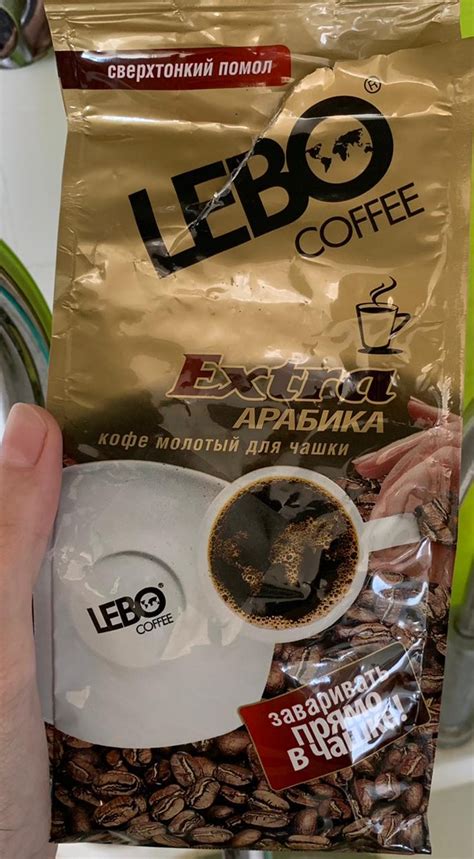 сверхтонкий помол
LEBO
COFFEE
Extra
АРАБИКА
кофе молотый для чашки
LEBO
COFFEE
заваривать
прямо
в чашке!